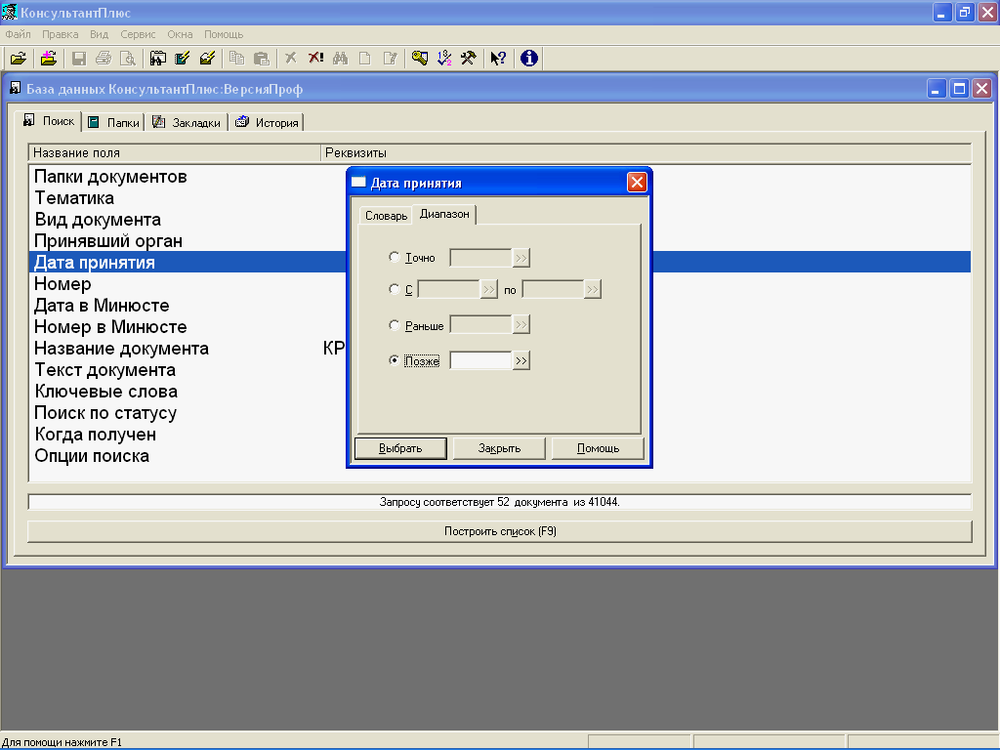 КонсультантПлюс
Файл Правка Вид Сервис Окна Помощь
База данных КонсультантПлюс:ВерсияПроф
Поиск Папки Закладки История
Название поля Реквизиты
Папки документов
Тематика
Вид документа
Принявший орган
Дата принятия
Номер
Дата в Минюсте
Номер в Минюсте
Название документа КР
Текст документа
Ключевые слова
Поиск по статусу
Когда получен
Опции поиска
Дата принятия
Словарь Диапазон
Точно >>
С >> по >>
Раньше >>
Позже >>
Выбрать Закрыть Помощь
Запросу соответствует 52 документа из 41044.
Построить список (F9)
Для помощи нажмите F1